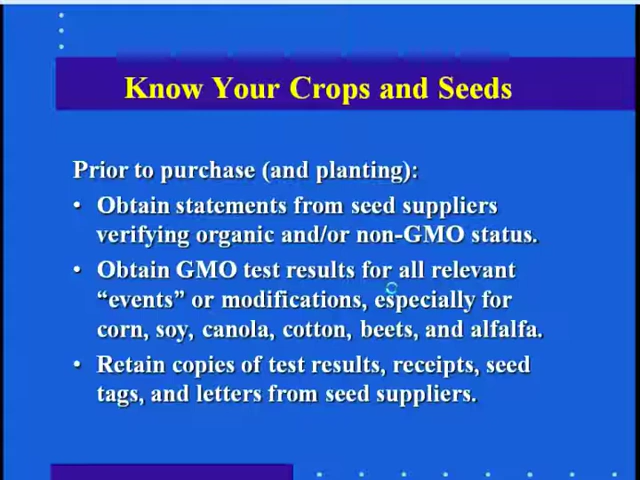 Know Your Crops and Seeds
Prior to purchase (and planting):
• Obtain statements from seed suppliers
verifying organic and/or non-GMO status.
• Obtain GMO test results for all relevant
“events” or modifications, especially for
corn, soy, canola, cotton, beets, and alfalfa.
• Retain copies of test results, receipts, seed
tags, and letters from seed suppliers.